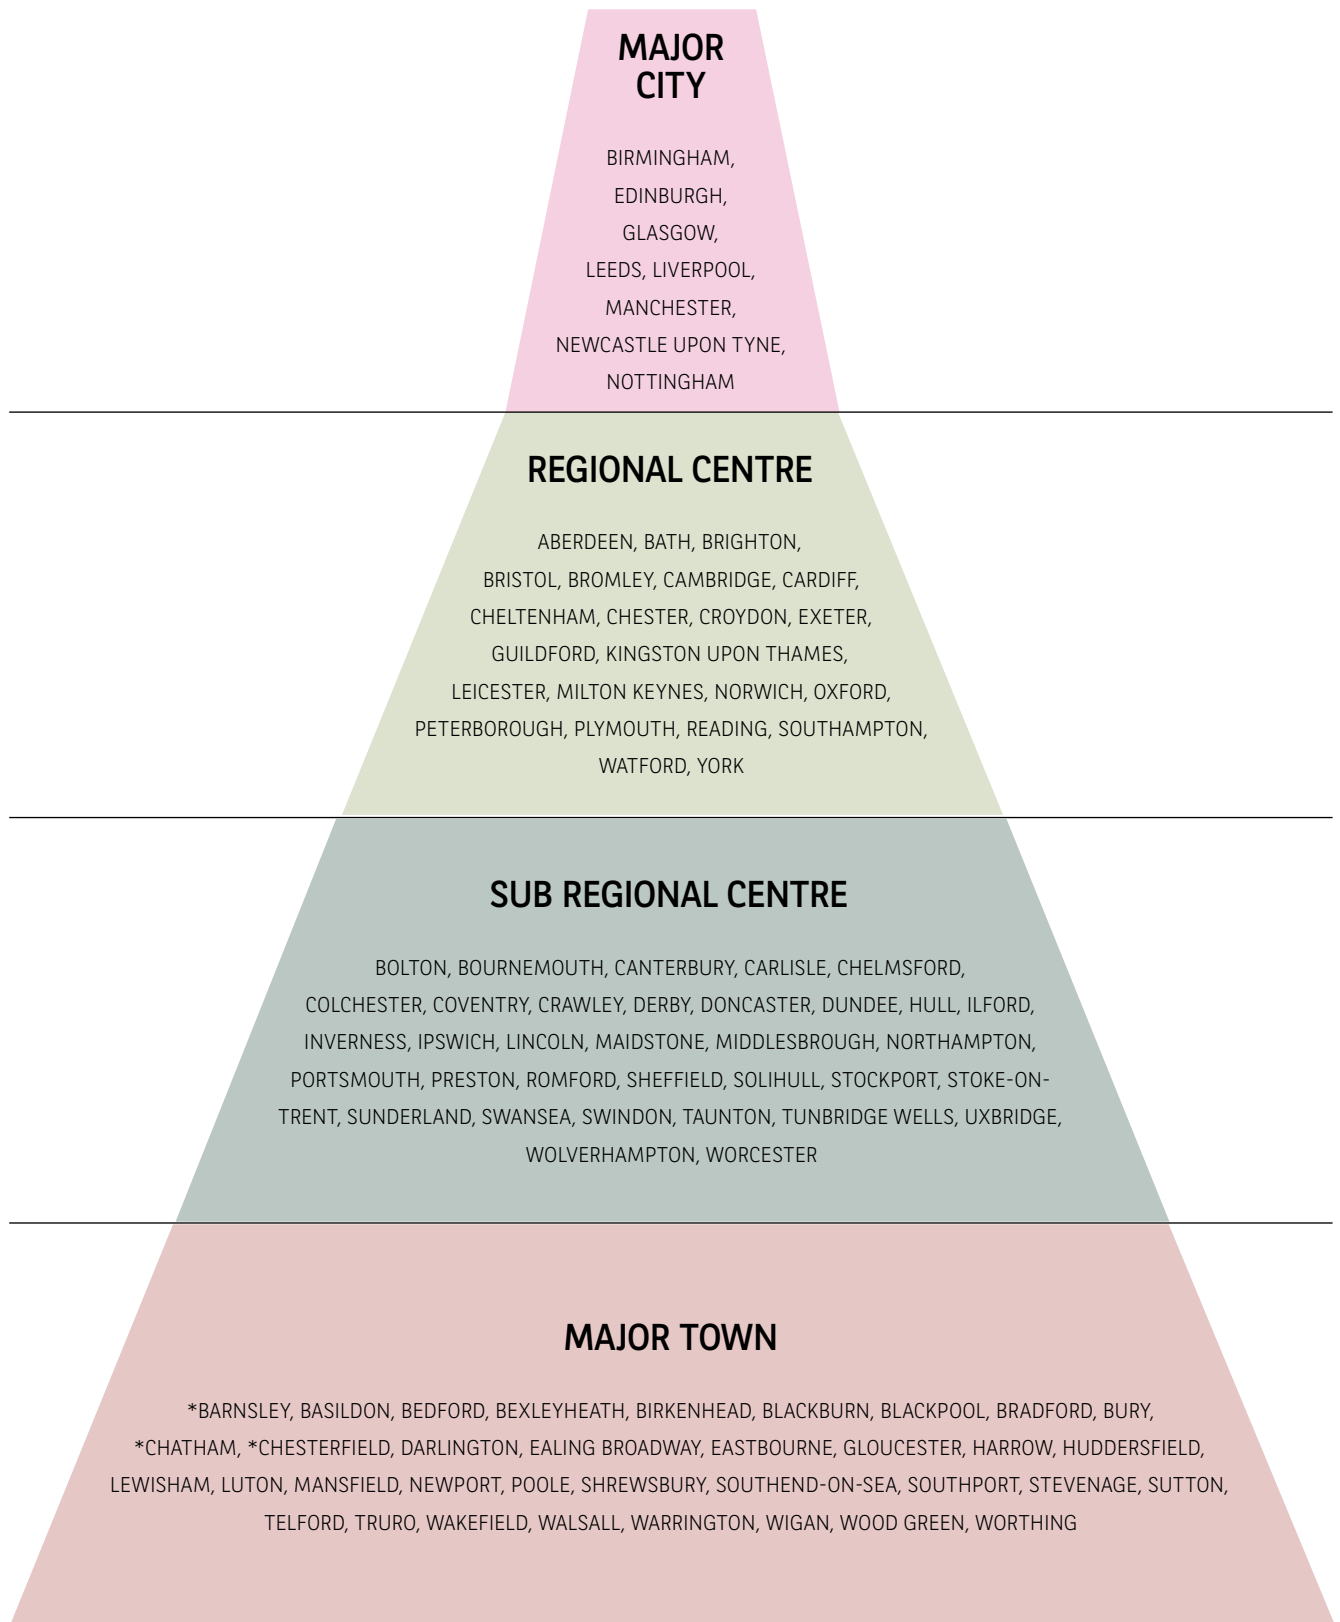 MAJOR
CITY
BIRMINGHAM,
EDINBURGH,
GLASGOW,
LEEDS, LIVERPOOL,
MANCHESTER,
NEWCASTLE UPON TYNE,
NOTTINGHAM
REGIONAL CENTRE
ABERDEEN, BATH, BRIGHTON,
BRISTOL, BROMLEY, CAMBRIDGE, CARDIFF,
CHELTENHAM, CHESTER, CROYDON, EXETER,
GUILDFORD, KINGSTON UPON THAMES,
LEICESTER, MILTON KEYNES, NORWICH, OXFORD,
PETERBOROUGH, PLYMOUTH, READING, SOUTHAMPTON,
WATFORD, YORK
SUB REGIONAL CENTRE
BOLTON, BOURNEMOUTH, CANTERBURY, CARLISLE, CHELMSFORD,
COLCHESTER, COVENTRY, CRAWLEY, DERBY, DONCASTER, DUNDEE, HULL, ILFORD,
INVERNESS, IPSWICH, LINCOLN, MAIDSTONE, MIDDLESBROUGH, NORTHAMPTON,
PORTSMOUTH, PRESTON, ROMFORD, SHEFFIELD, SOLIHULL, STOCKPORT, STOKE-ON-
TRENT, SUNDERLAND, SWANSEA, SWINDON, TAUNTON, TUNBRIDGE WELLS, UXBRIDGE,
WOLVERHAMPTON, WORCESTER
MAJOR TOWN
*BARNSLEY, BASILDON, BEDFORD, BEXLEYHEATH, BIRKENHEAD, BLACKBURN, BLACKPOOL, BRADFORD, BURY,
*CHATHAM, *CHESTERFIELD, DARLINGTON, EALING BROADWAY, EASTBOURNE, GLOUCESTER, HARROW, HUDDERSFIELD,
LEWISHAM, LUTON, MANSFIELD, NEWPORT, POOLE, SHREWSBURY, SOUTHEND-ON-SEA, SOUTHPORT, STEVENAGE, SUTTON,
TELFORD, TRURO, WAKEFIELD, WALSALL, WARRINGTON, WIGAN, WOOD GREEN, WORTHING